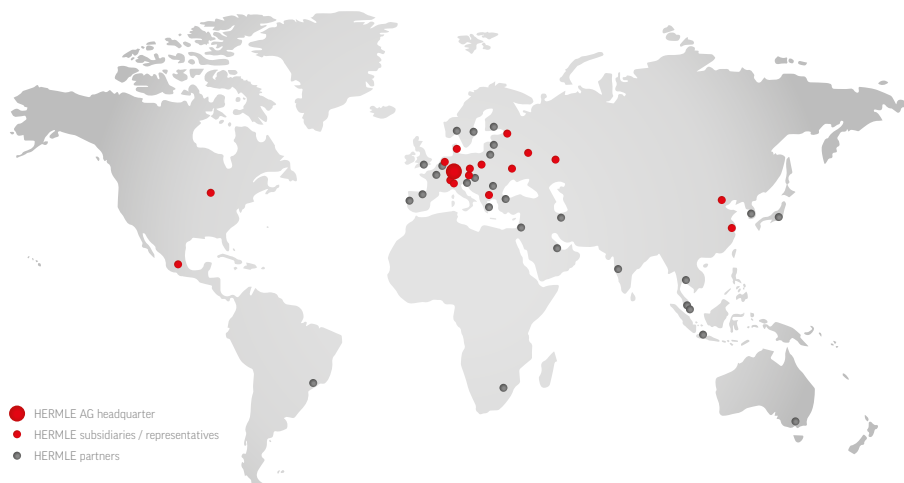 HERMLE AG headquarter
HERMLE subsidiaries / representatives
HERMLE partners